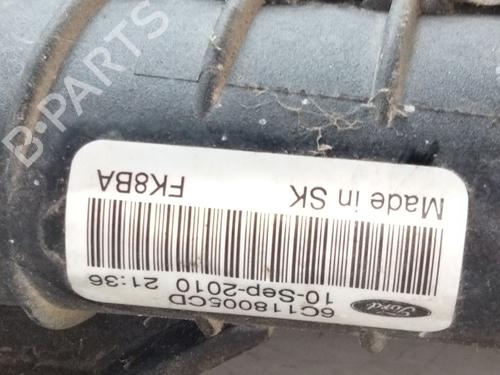 B-PARTS
Ford
6C118005CD
10-Sep-2010 21:36
Made in SK FK8BA